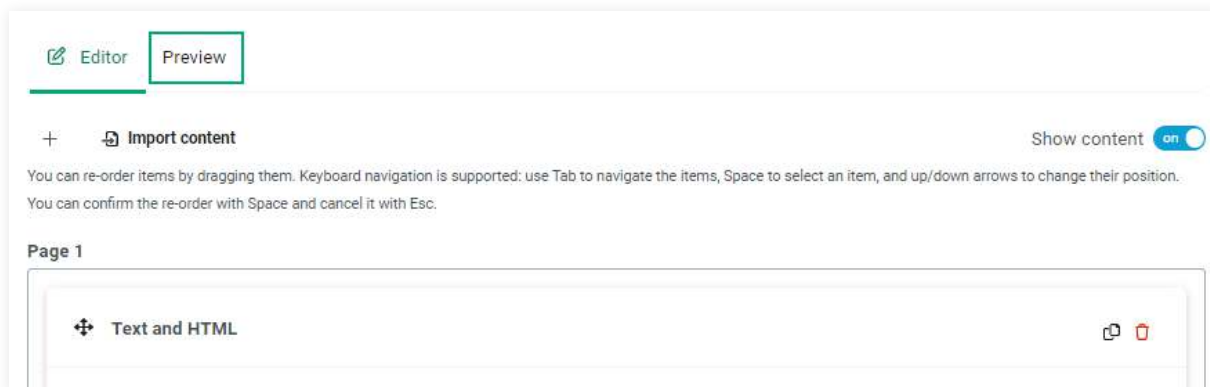 Editor Preview
+ Import content Show content on
You can re-order items by dragging them. Keyboard navigation is supported: use Tab to navigate the items, Space to select an item, and up/down arrows to change their position.
You can confirm the re-order with Space and cancel it with Esc.
Page 1
Text and HTML